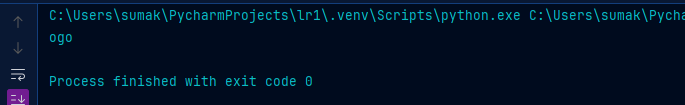 C:\Users\sumak\PycharmProjects\lr1\.venv\Scripts\python.exe C:\Users\sumak\Pycha
ogo
Process finished with exit code 0